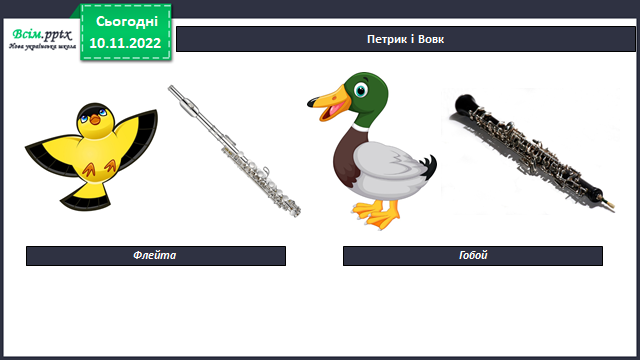 Всім.pptx
Нова українська школа
Сьогодні
10.11.2022
Петрик і Вовк
Флейта
Гобой